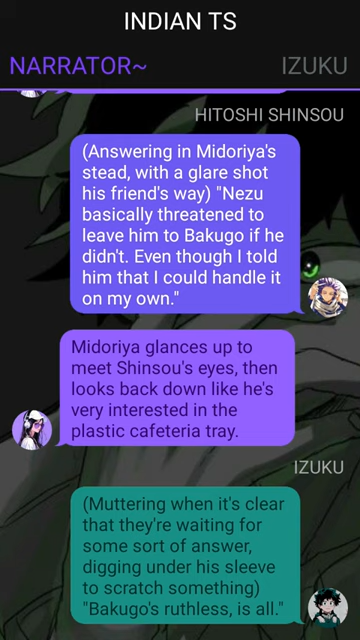 INDIAN TS
NARRATOR~
IZUKU
HITOSHI SHINSOU
(Answering in Midoriya's
stead, with a glare shot
his friend's way) "Nezu
basically threatened to
leave him to Bakugo if he
didn't. Even though I told
him that I could handle it
on my own."
Midoriya glances up to
meet Shinsou's eyes, then
looks back down like he's
very interested in the
plastic cafeteria tray.
IZUKU
(Muttering when it's clear
that they're waiting for
some sort of answer,
digging under his sleeve
to scratch something)
"Bakugo's ruthless, is all."